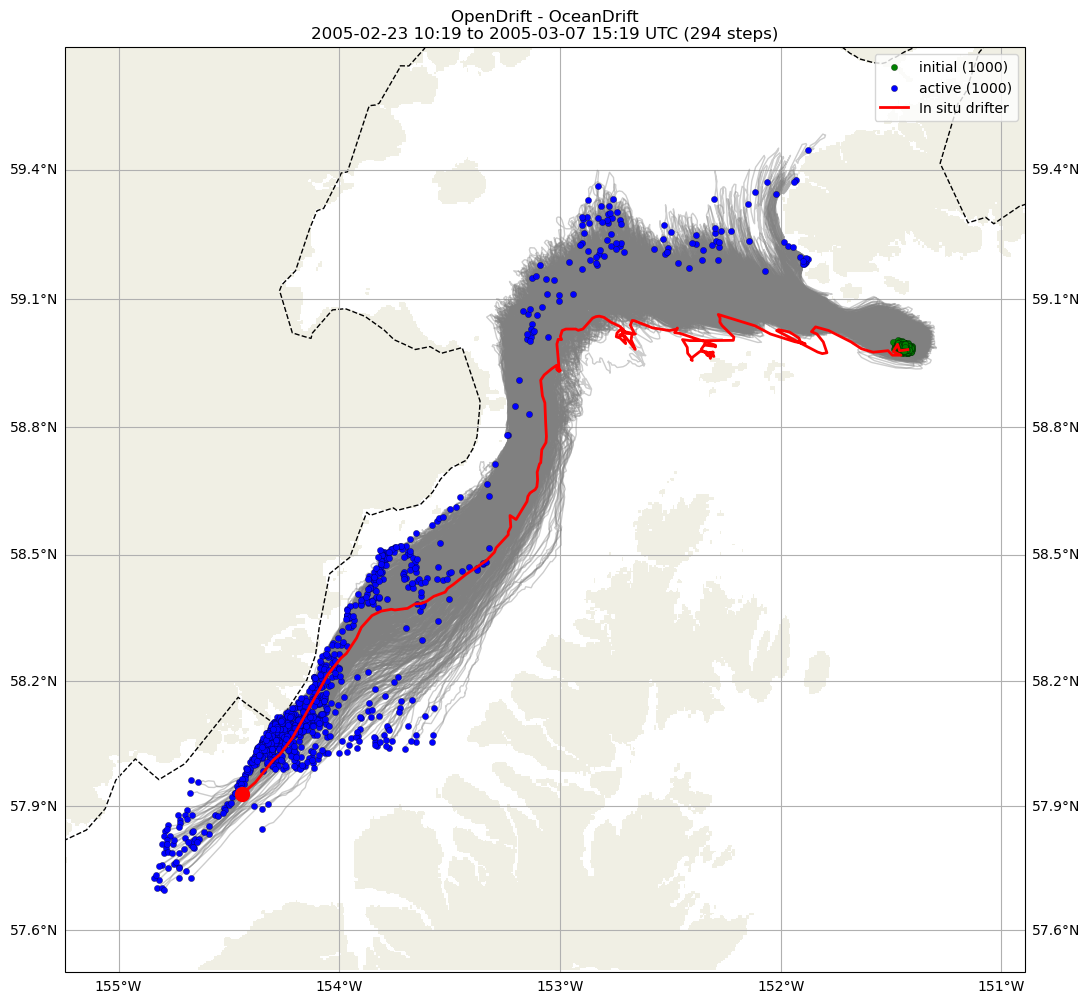 OpenDrift - OceanDrift
2005-02-23 10:19 to 2005-03-07 15:19 UTC (294 steps)
initial (1000)
active (1000)
In situ drifter
59.4°N 59.4°N
59.1°N 59.1°N
58.8°N 58.8°N
58.5°N 58.5°N
58.2°N 58.2°N
57.9°N 57.9°N
57.6°N 57.6°N
155°W 154°W 153°W 152°W 151°W